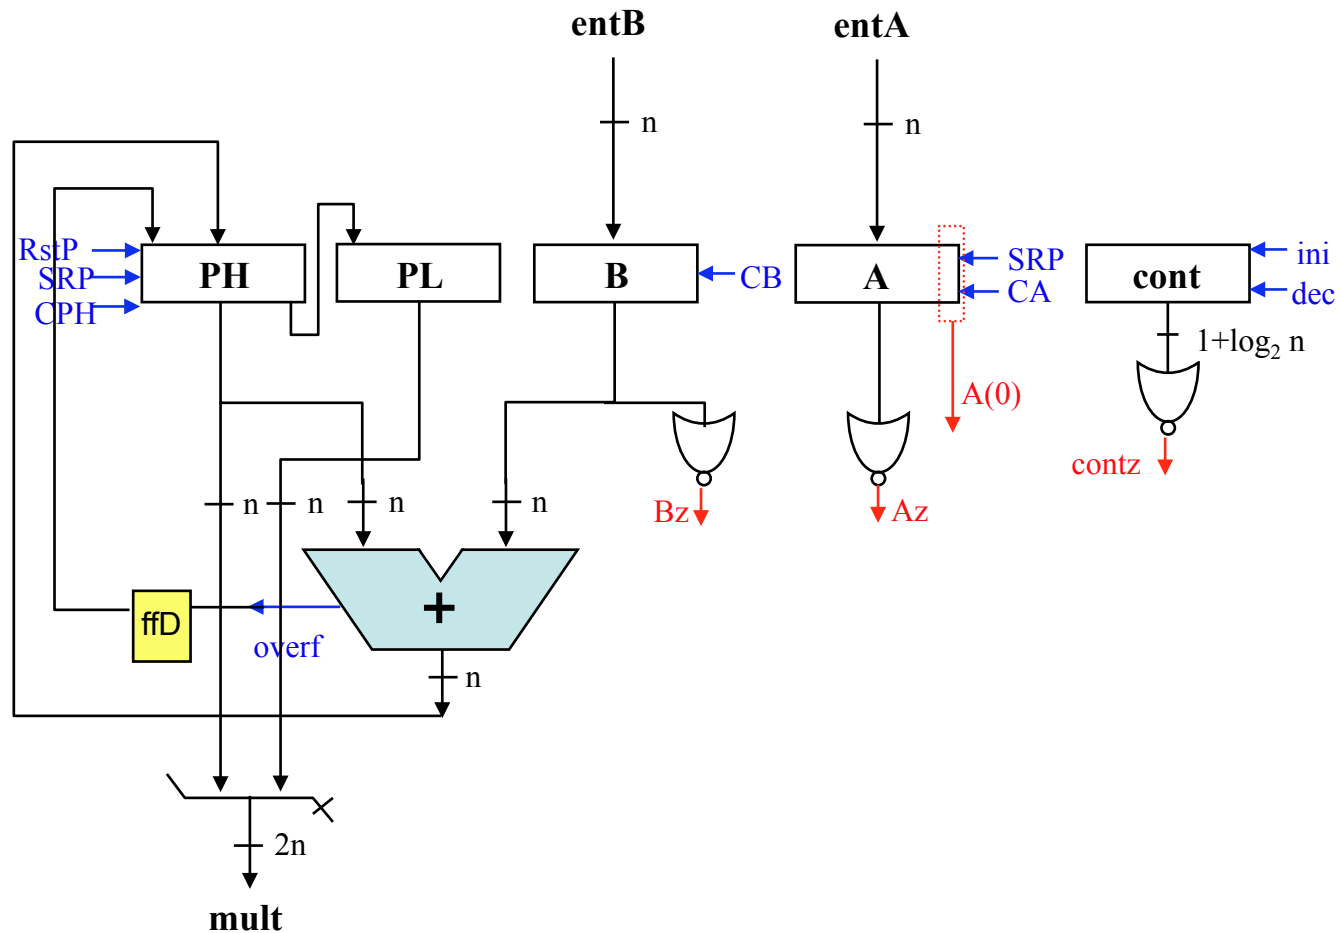 entB
entA
n
n
RstP
SRP
CPH
PH
PL
B
CB
A
SRP
CA
cont
ini
dec
1+log₂ n
A(0)
contz
n
n
n
n
Bz
Az
ffD
overf
+
n
2n
mult